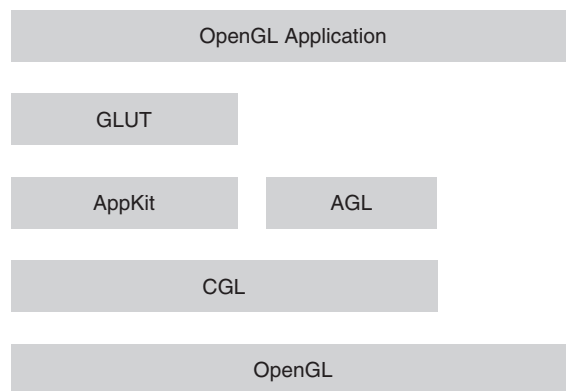 OpenGL Application
GLUT
AppKit
AGL
CGL
OpenGL